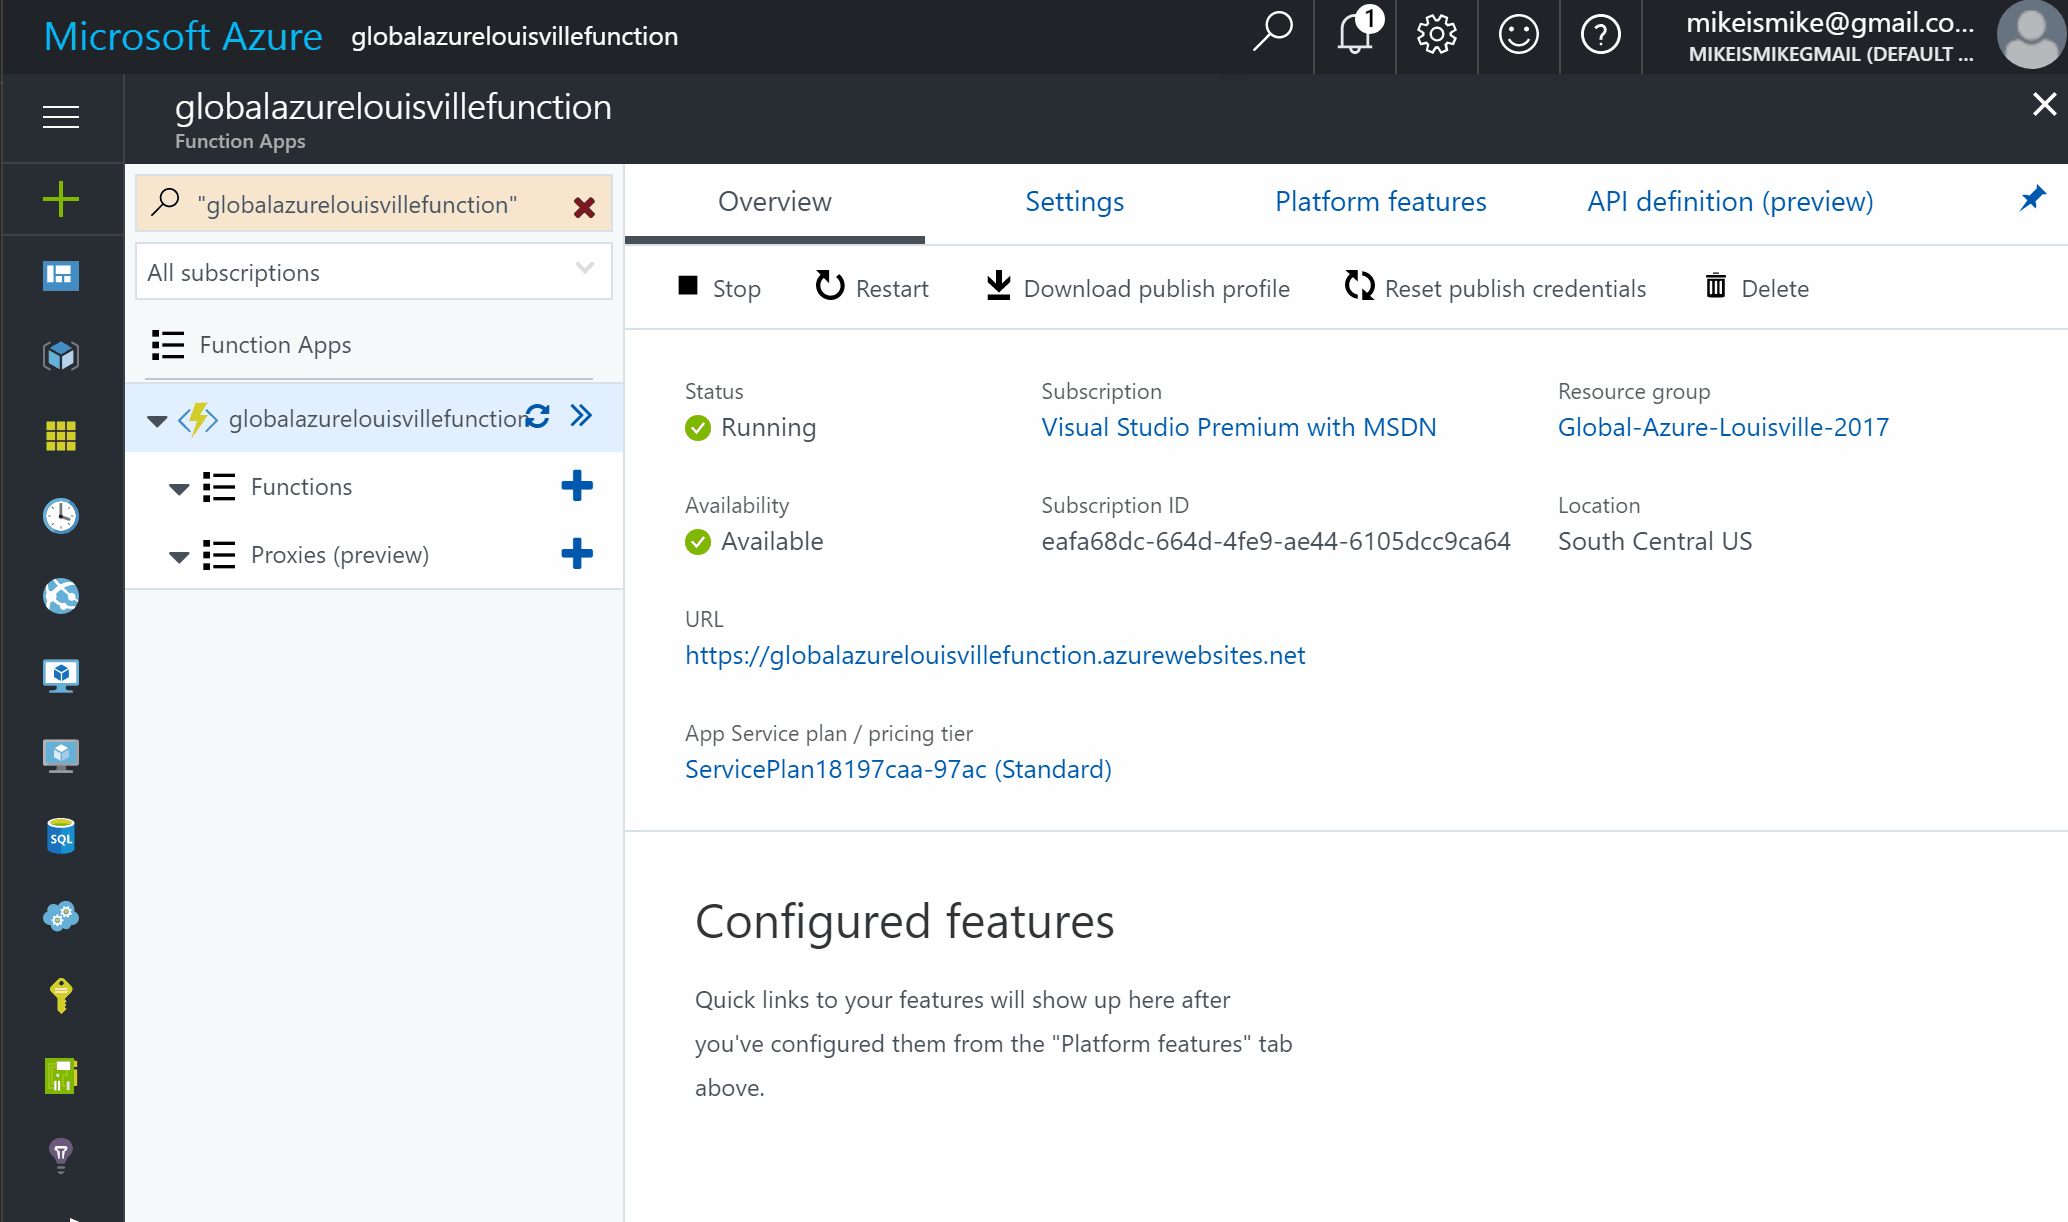 Microsoft Azure globalazurelouisvillefunction
1
mikeismike@gmail.co...
MIKEISMIKEGMAIL (DEFAULT ...
globalazurelouisvillefunction
Function Apps
"globalazurelouisvillefunction"
All subscriptions
Function Apps
globalazurelouisvillefunction
Functions
Proxies (preview)
Overview Settings Platform features API definition (preview)
Stop Restart Download publish profile Reset publish credentials Delete
Status Subscription Resource group
Running Visual Studio Premium with MSDN Global-Azure-Louisville-2017
Availability Subscription ID Location
Available eafa68dc-664d-4fe9-ae44-6105dcc9ca64 South Central US
URL
https://globalazurelouisvillefunction.azurewebsites.net
App Service plan / pricing tier
ServicePlan18197caa-97ac (Standard)
Configured features
Quick links to your features will show up here after
you've configured them from the "Platform features" tab
above.
SQL